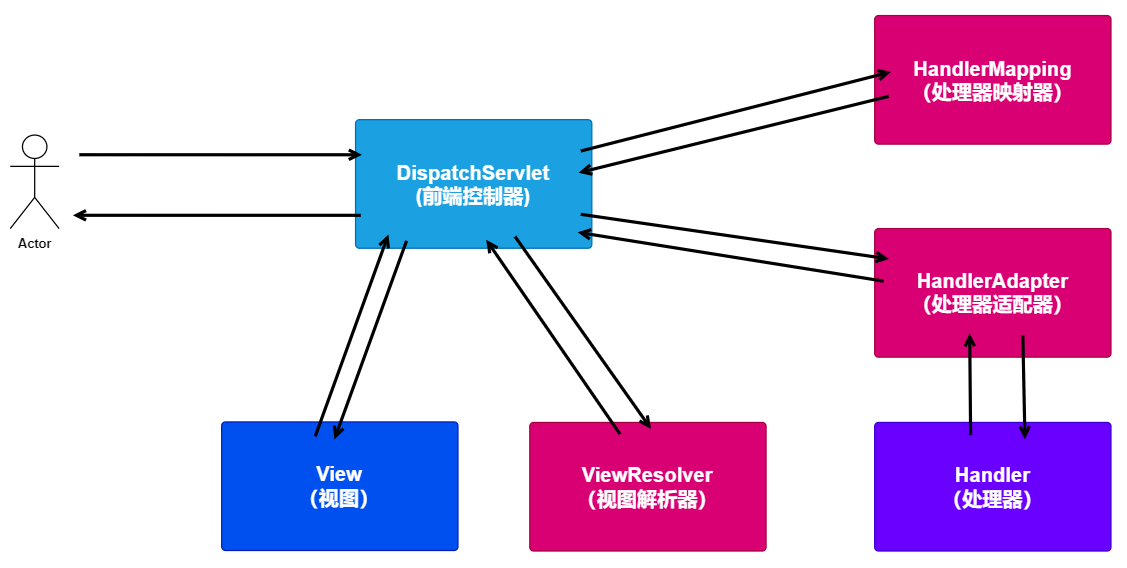 HandlerMapping
（处理器映射器）
DispatchServlet
(前端控制器)
Actor
HandlerAdapter
（处理器适配器）
View
（视图）
ViewResolver
（视图解析器）
Handler
（处理器）